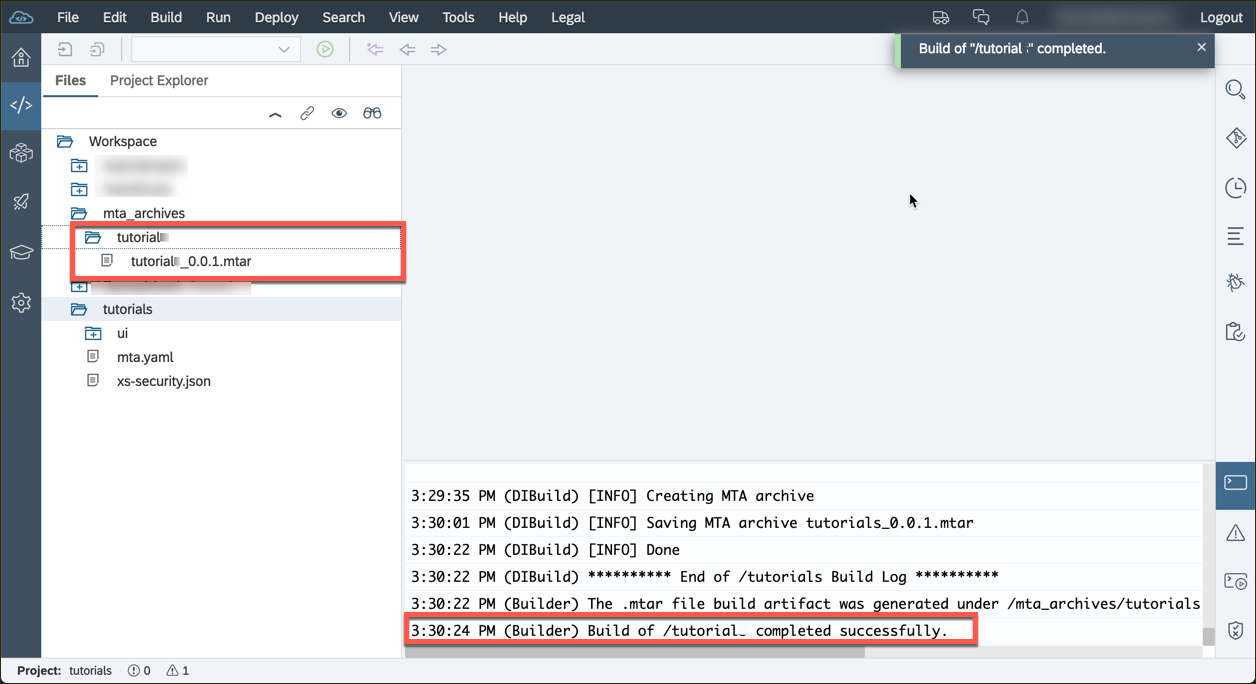 File Edit Build Run Deploy Search View Tools Help Legal Logout
Build of "/tutorial " completed.
Files Project Explorer
Workspace
mta_archives
tutorial
tutorial _0.0.1.mtar
tutorials
ui
mta.yaml
xs-security.json
3:29:35 PM (DIBuild) [INFO] Creating MTA archive
3:30:01 PM (DIBuild) [INFO] Saving MTA archive tutorials_0.0.1.mtar
3:30:22 PM (DIBuild) [INFO] Done
3:30:22 PM (DIBuild) ********** End of /tutorials Build Log **********
3:30:22 PM (Builder) The .mtar file build artifact was generated under /mta_archives/tutorials
3:30:24 PM (Builder) Build of /tutorial_ completed successfully.
Project: tutorials 0 1